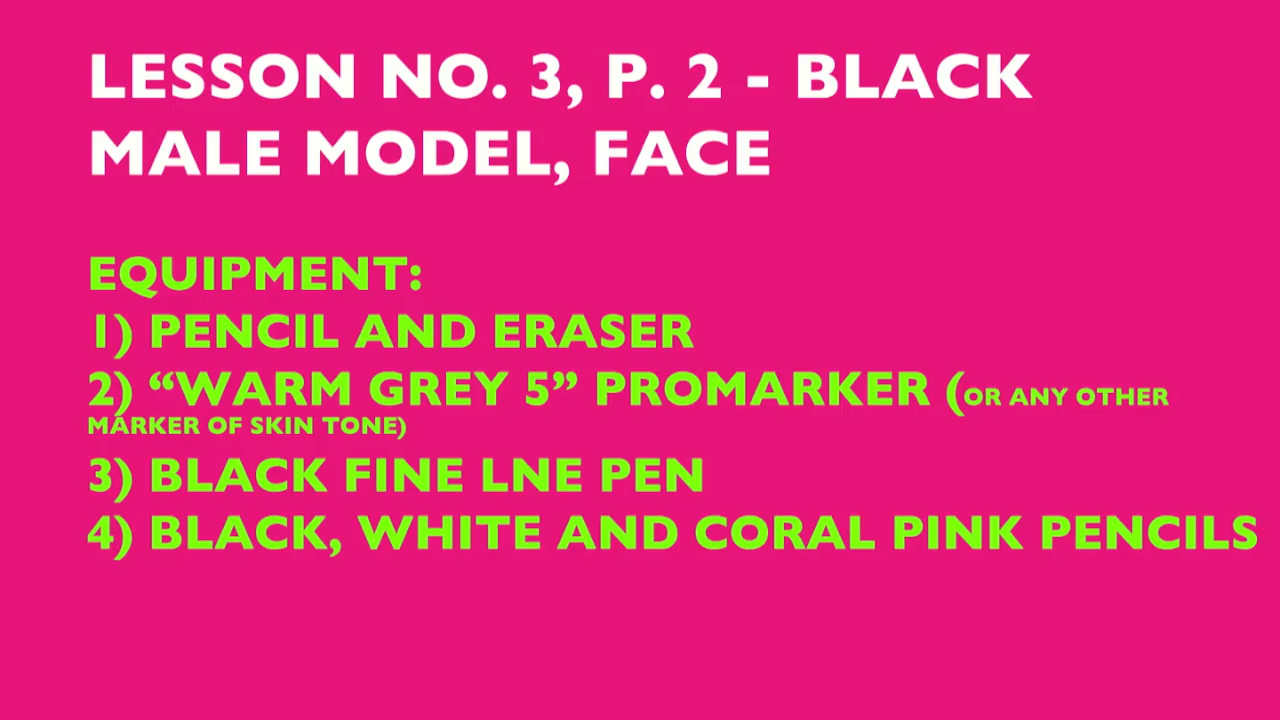 LESSON NO. 3, P. 2 - BLACK
MALE MODEL, FACE
EQUIPMENT:
1) PENCIL AND ERASER
2) “WARM GREY 5” PROMARKER (OR ANY OTHER
MARKER OF SKIN TONE)
3) BLACK FINE LNE PEN
4) BLACK, WHITE AND CORAL PINK PENCILS